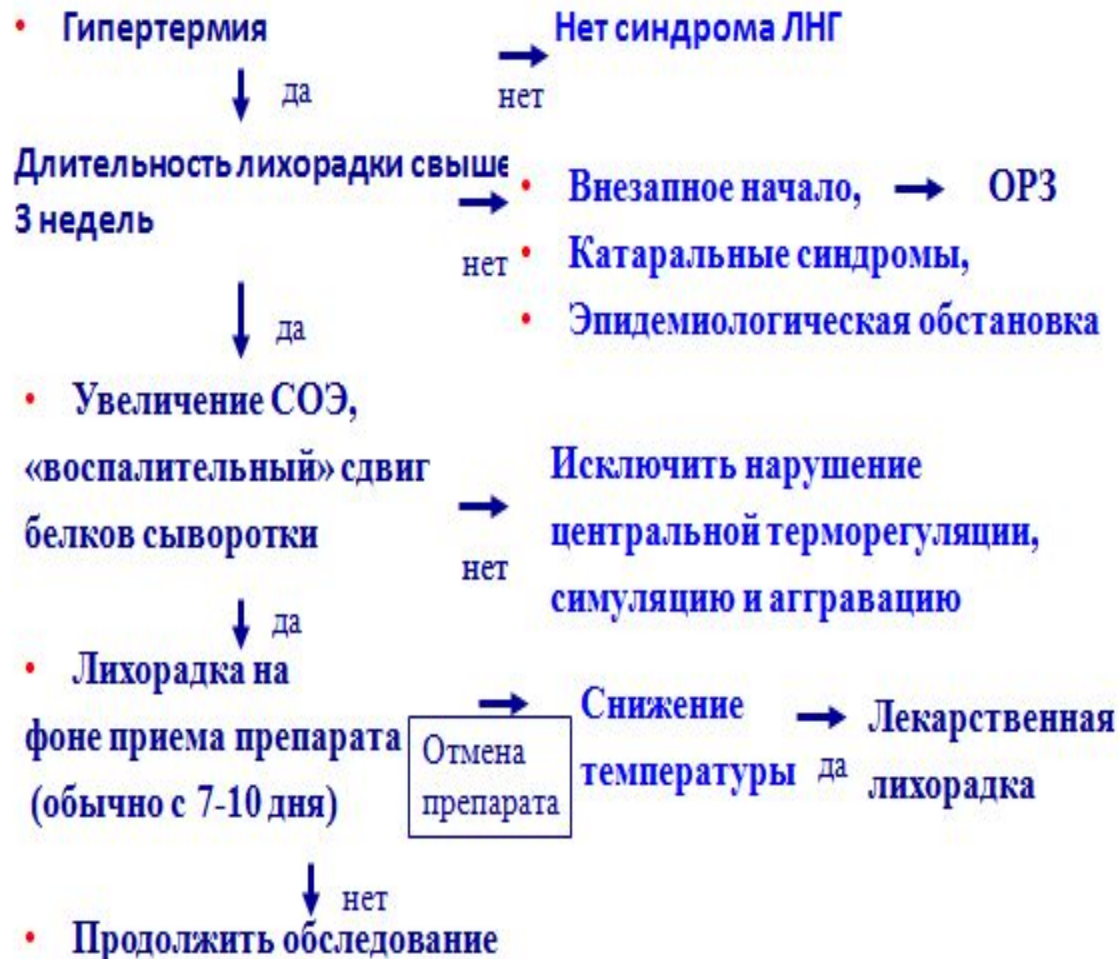 • Гипертермия
Нет синдрома ЛНГ
да
нет
Длительность лихорадки свыше
3 недель
нет
• Внезапное начало,
ОРЗ
• Катаральные синдромы,
• Эпидемиологическая обстановка
да
• Увеличение СОЭ,
«воспалительный» сдвиг
белков сыворотки
нет
Исключить нарушение
центральной терморегуляции,
симуляцию и аггравацию
да
• Лихорадка на
фоне приема препарата
(обычно с 7-10 дня)
Отмена
препарата
Снижение
температуры
да
Лекарственная
лихорадка
нет
• Продолжить обследование